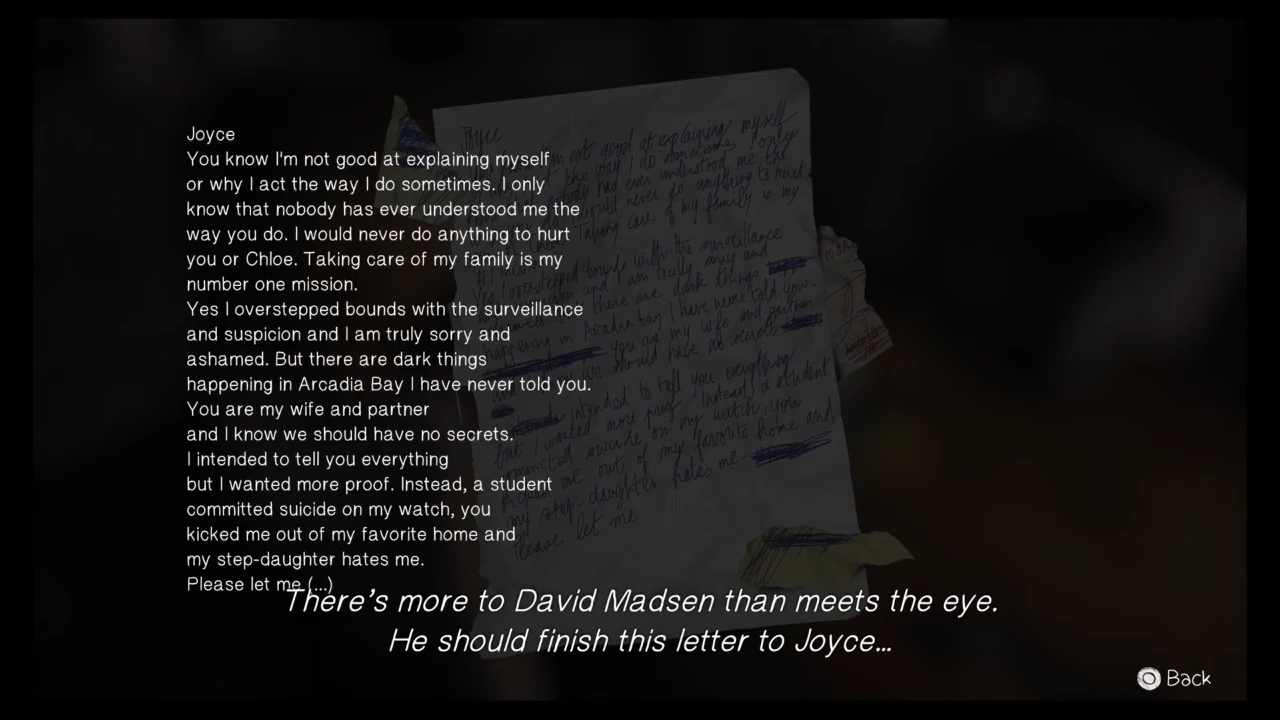 Joyce
You know I'm not good at explaining myself
or why I act the way I do sometimes. I only
know that nobody has ever understood me the
way you do. I would never do anything to hurt
you or Chloe. Taking care of my family is my
number one mission.
Yes I overstepped bounds with the surveillance
and suspicion and I am truly sorry and
ashamed. But there are dark things
happening in Arcadia Bay I have never told you.
You are my wife and partner
and I know we should have no secrets.
I intended to tell you everything
but I wanted more proof. Instead, a student
committed suicide on my watch, you
kicked me out of my favorite home and
my step-daughter hates me.
Please let me (...)
There's more to David Madsen than meets the eye.
He should finish this letter to Joyce...
Back